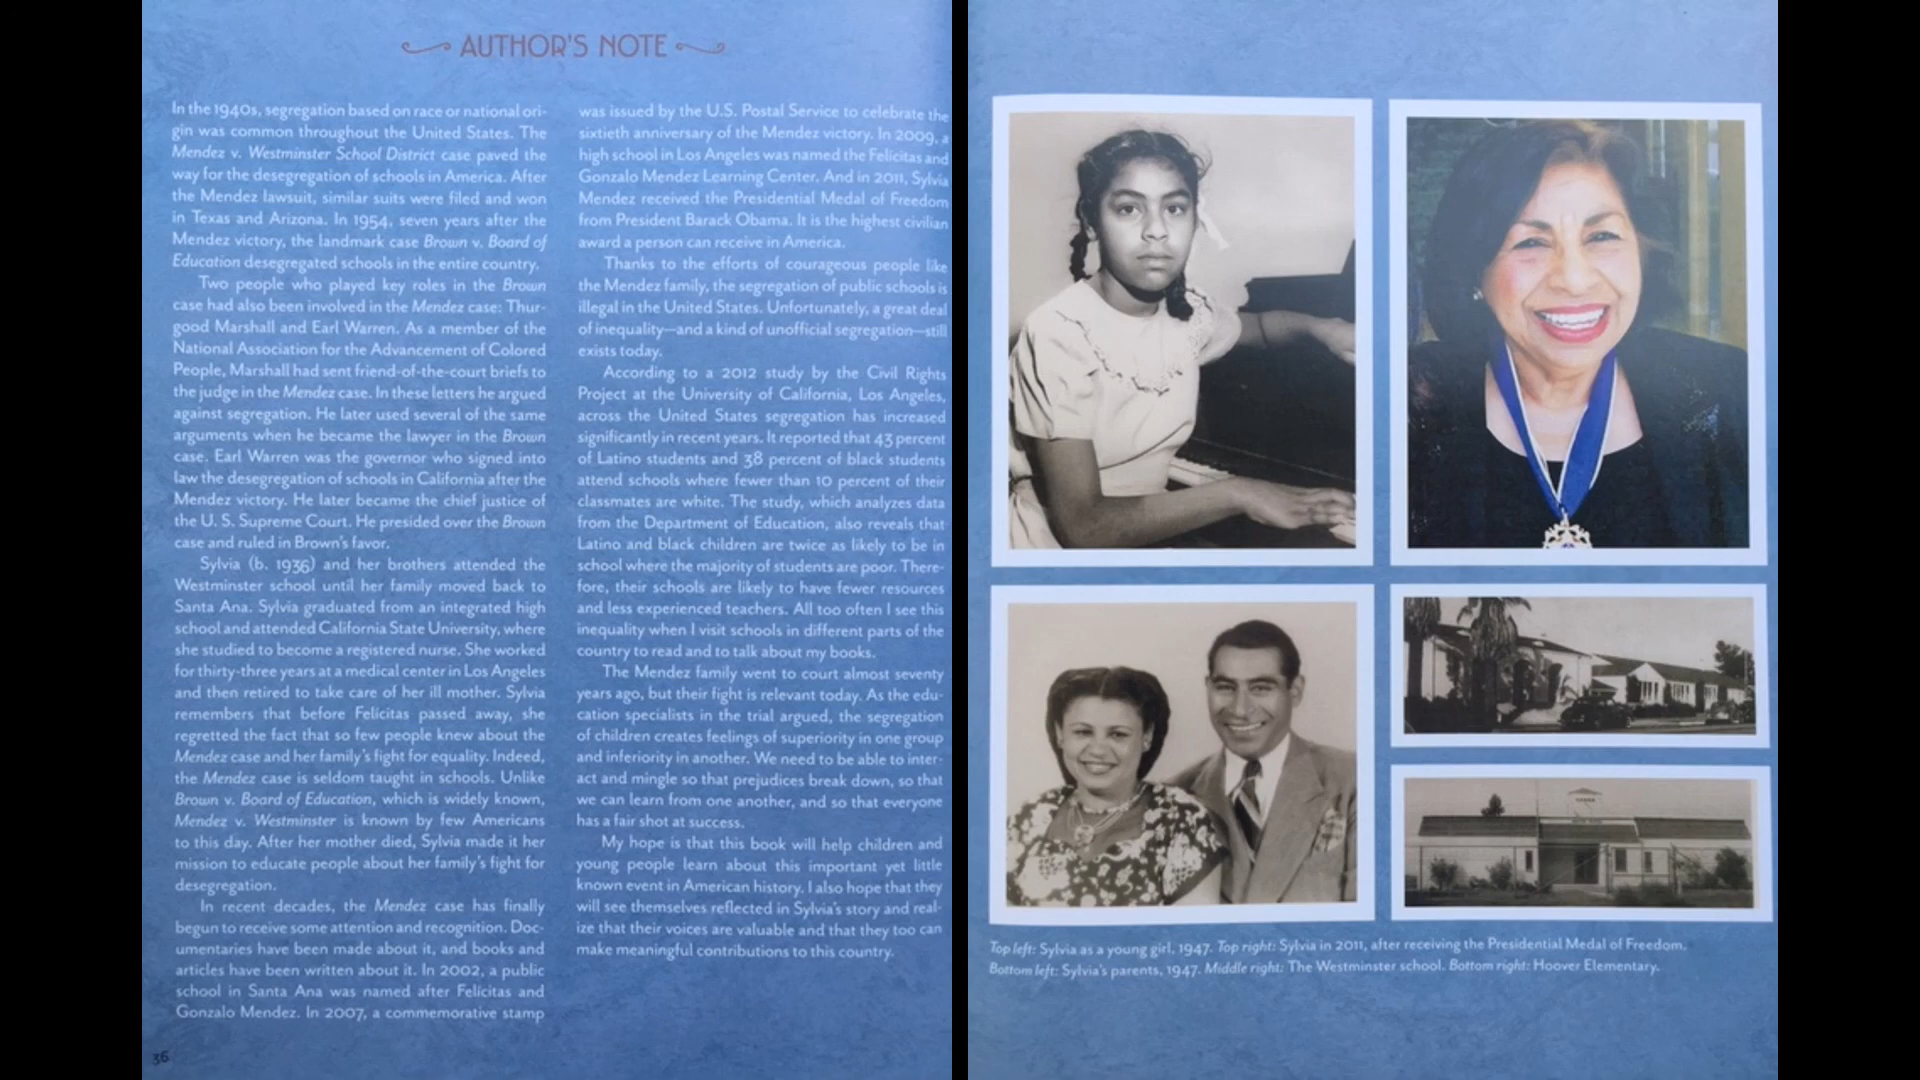 AUTHOR'S NOTE
In the 1940s, segregation based on race or national ori-
gin was common throughout the United States. The
Mendez v. Westminster School District case paved the
way for the desegregation of schools in America. After
the Mendez lawsuit, similar suits were filed and won
in Texas and Arizona. In 1954, seven years after the
Mendez victory, the landmark case Brown v. Board of
Education desegregated schools in the entire country.
Two people who played key roles in the Brown
case had also been involved in the Mendez case: Thur-
good Marshall and Earl Warren. As a member of the
National Association for the Advancement of Colored
People, Marshall had sent friend-of-the-court briefs to
the judge in the Mendez case. In these letters he argued
against segregation. He later used several of the same
arguments when he became the lawyer in the Brown
case. Earl Warren was the governor who signed into
law the desegregation of schools in California after the
Mendez victory. He later became the chief justice of
the U. S. Supreme Court. He presided over the Brown
case and ruled in Brown's favor.
Sylvia (b. 1936) and her brothers attended the
Westminster school until her family moved back to
Santa Ana. Sylvia graduated from an integrated high
school and attended California State University, where
she studied to become a registered nurse. She worked
for thirty-three years at a medical center in Los Angeles
and then retired to take care of her ill mother. Sylvia
remembers that before Felicitas passed away, she
regretted the fact that so few people knew about the
Mendez case and her family's fight for equality. Indeed,
the Mendez case is seldom taught in schools. Unlike
Brown v. Board of Education, which is widely known,
Mendez v. Westminster is known by few Americans
to this day. After her mother died, Sylvia made it her
mission to educate people about her family's fight for
desegregation.
In recent decades, the Mendez case has finally
begun to receive some attention and recognition. Doc-
umentaries have been made about it, and books and
articles have been written about it. In 2002, a public
school in Santa Ana was named after Felicitas and
Gonzalo Mendez. In 2007, a commemorative stamp
36
was issued by the U.S. Postal Service to celebrate the
sixtieth anniversary of the Mendez victory. In 2009, a
high school in Los Angeles was named the Felicitas and
Gonzalo Mendez Learning Center. And in 2011, Sylvia
Mendez received the Presidential Medal of Freedom
from President Barack Obama. It is the highest civilian
award a person can receive in America.
Thanks to the efforts of courageous people like
the Mendez family, the segregation of public schools is
illegal in the United States. Unfortunately, a great deal
of inequality—and a kind of unofficial segregation—still
exists today.
According to a 2012 study by the Civil Rights
Project at the University of California, Los Angeles,
across the United States segregation has increased
significantly in recent years. It reported that 43 percent
of Latino students and 38 percent of black students
attend schools where fewer than 10 percent of their
classmates are white. The study, which analyzes data
from the Department of Education, also reveals that
Latino and black children are twice as likely to be in
school where the majority of students are poor. There-
fore, their schools are likely to have fewer resources
and less experienced teachers. All too often I see this
inequality when I visit schools in different parts of the
country to read and to talk about my books.
The Mendez family went to court almost seventy
years ago, but their fight is relevant today. As the edu-
cation specialists in the trial argued, the segregation
of children creates feelings of superiority in one group
and inferiority in another. We need to be able to inter-
act and mingle so that prejudices break down, so that
we can learn from one another, and so that everyone
has a fair shot at success.
My hope is that this book will help children and
young people learn about this important yet little
known event in American history. I also hope that they
will see themselves reflected in Sylvia's story and real-
ize that their voices are valuable and that they too can
make meaningful contributions to this country.
Top left: Sylvia as a young girl, 1947. Top right: Sylvia in 2011, after receiving the Presidential Medal of Freedom.
Bottom left: Sylvia's parents, 1947. Middle right: The Westminster school. Bottom right: Hoover Elementary.